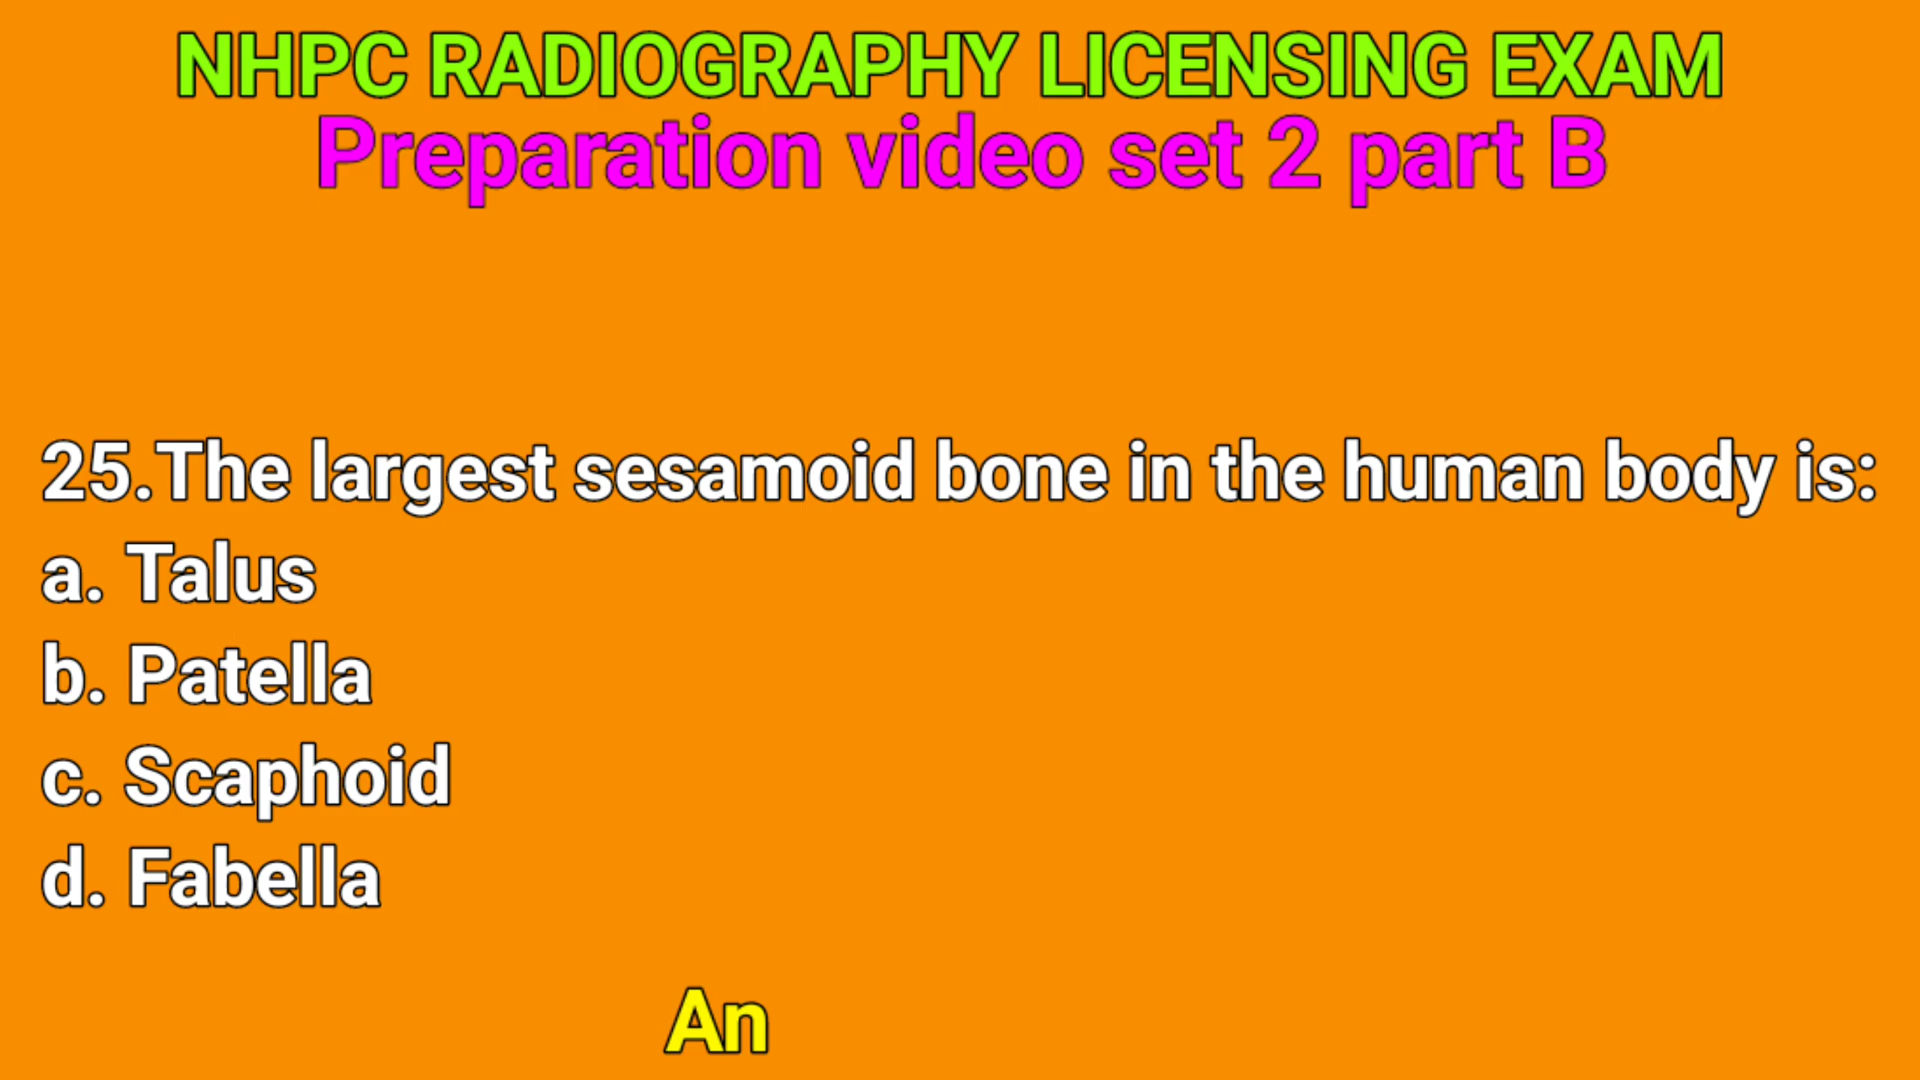 NHPC RADIOGRAPHY LICENSING EXAM
Preparation video set 2 part B
25.The largest sesamoid bone in the human body is:
a. Talus
b. Patella
c. Scaphoid
d. Fabella
An